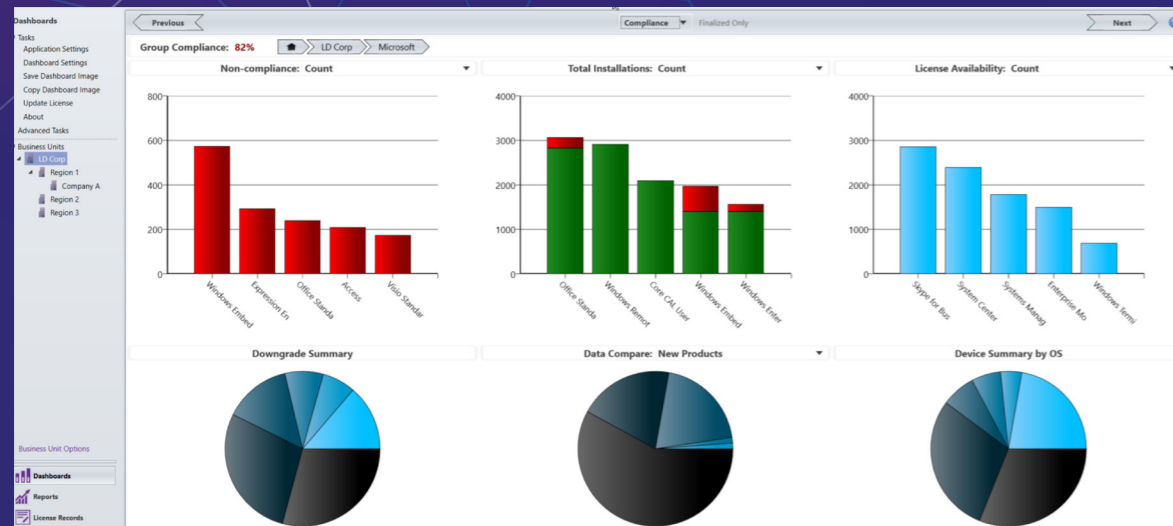 Dashboards
Tasks
Application Settings
Dashboard Settings
Save Dashboard Image
Copy Dashboard Image
Update License
About
Advanced Tasks
Business Units
LD Corp
Region 1
Company A
Region 2
Region 3
Business Unit Options
Dashboards
Reports
License Records
Previous
Compliance
Finalized Only
Next
Group Compliance: 82%
LD Corp
Microsoft
Non-compliance: Count
800
600
400
200
0
Windows Embed
Expression En
Office Standa
Access
Visio Standar
Total Installations: Count
4000
3000
2000
1000
0
Office Standa
Windows Remot
Core CAL User
Windows Embed
Windows Enter
License Availability: Count
4000
3000
2000
1000
0
Skype for Bus
System Center
Systems Manag
Enterprise Mo
Windows Termi
Downgrade Summary
Data Compare: New Products
Device Summary by OS